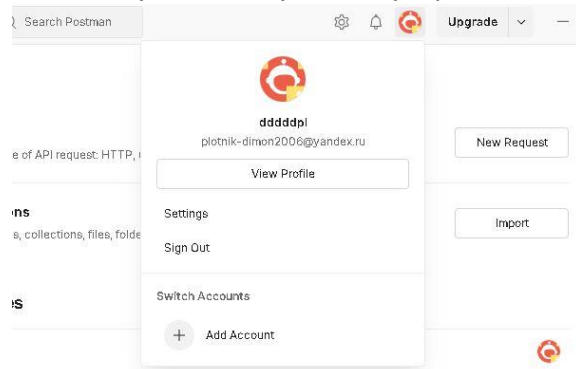 Search Postman
Upgrade
dddddpl
plotnik-dimon2006@yandex.ru
e of API request: HTTP,
New Request
View Profile
ns
s, collections, files, folde
Import
Settings
Sign Out
es
Switch Accounts
Add Account